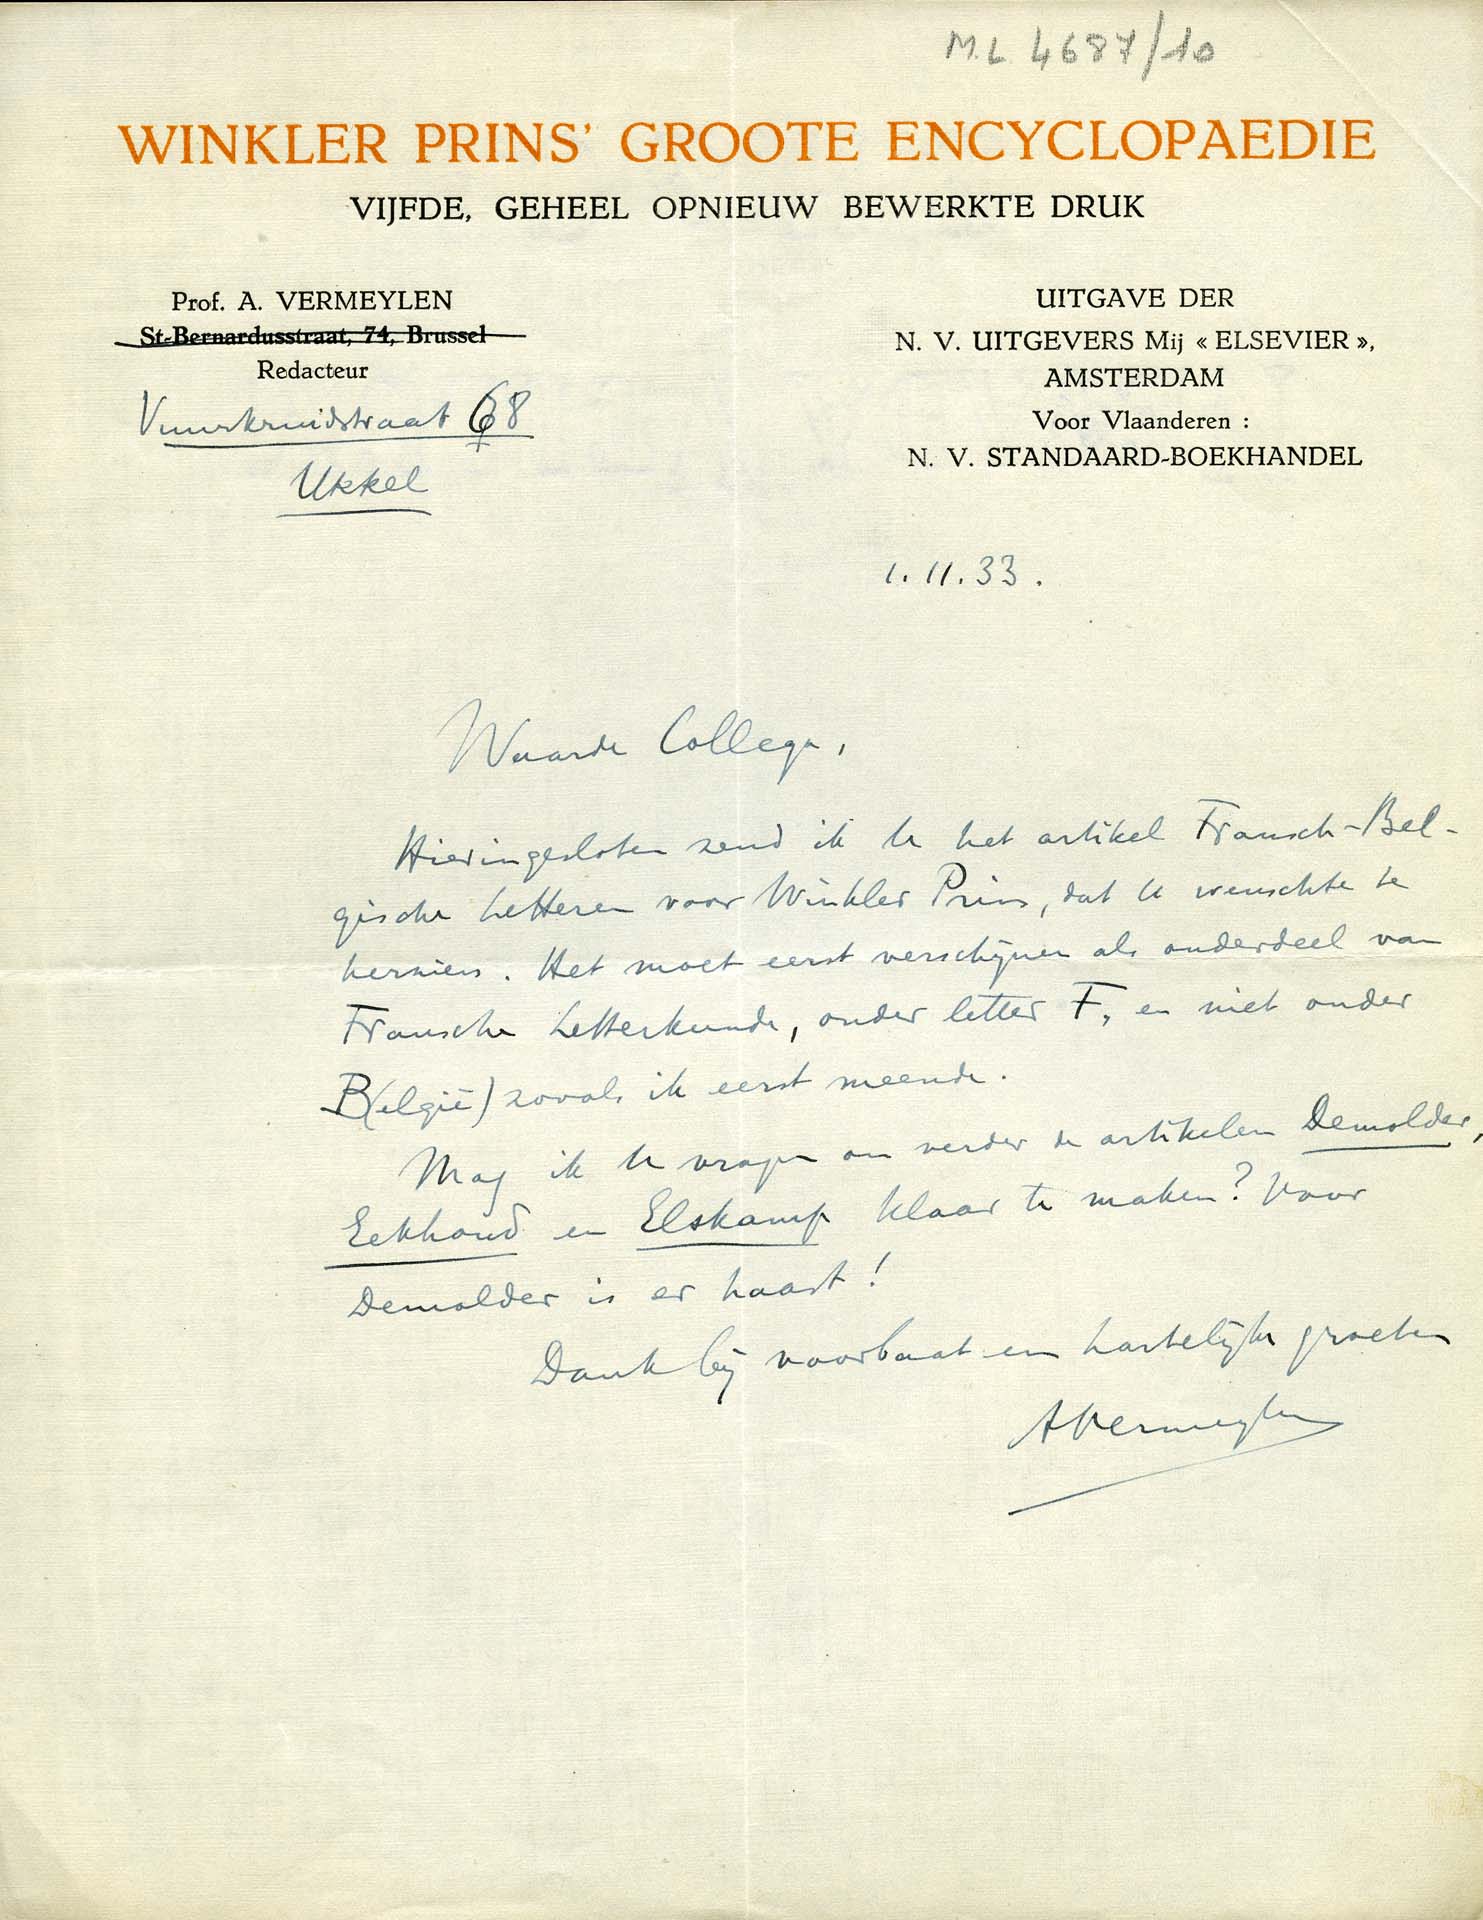 M.L 4687/10
WINKLER PRINS' GROOTE ENCYCLOPAEDIE
VIJFDE, GEHEEL OPNIEUW BEWERKTE DRUK
Prof. A. VERMEYLEN
St-Bernardusstraat, 74, Brussel
Redacteur
Vuurkruidstraat 68
Ukkel
UITGAVE DER
N. V. UITGEVERS Mij « ELSEVIER »,
AMSTERDAM
Voor Vlaanderen :
N. V. STANDAARD-BOEKHANDEL
1.11.33.
Waarde Collega,
Hieringesloten zend ik U het artikel Fransch-Bel-
gische Letteren voor Winkler Prins, dat U wenschte te
herzien. Het moet eerst verschijnen als onderdeel van
Fransche Letterkunde, onder letter F, en niet onder
B(elgië) zooals ik eerst meende.
Mag ik U vragen om verder de artikelen Demolder,
Eekhoud en Elskamp klaar te maken? Voor
Demolder is er haast!
Dank bij voorbaat en hartelijke groeten
AVermeylen